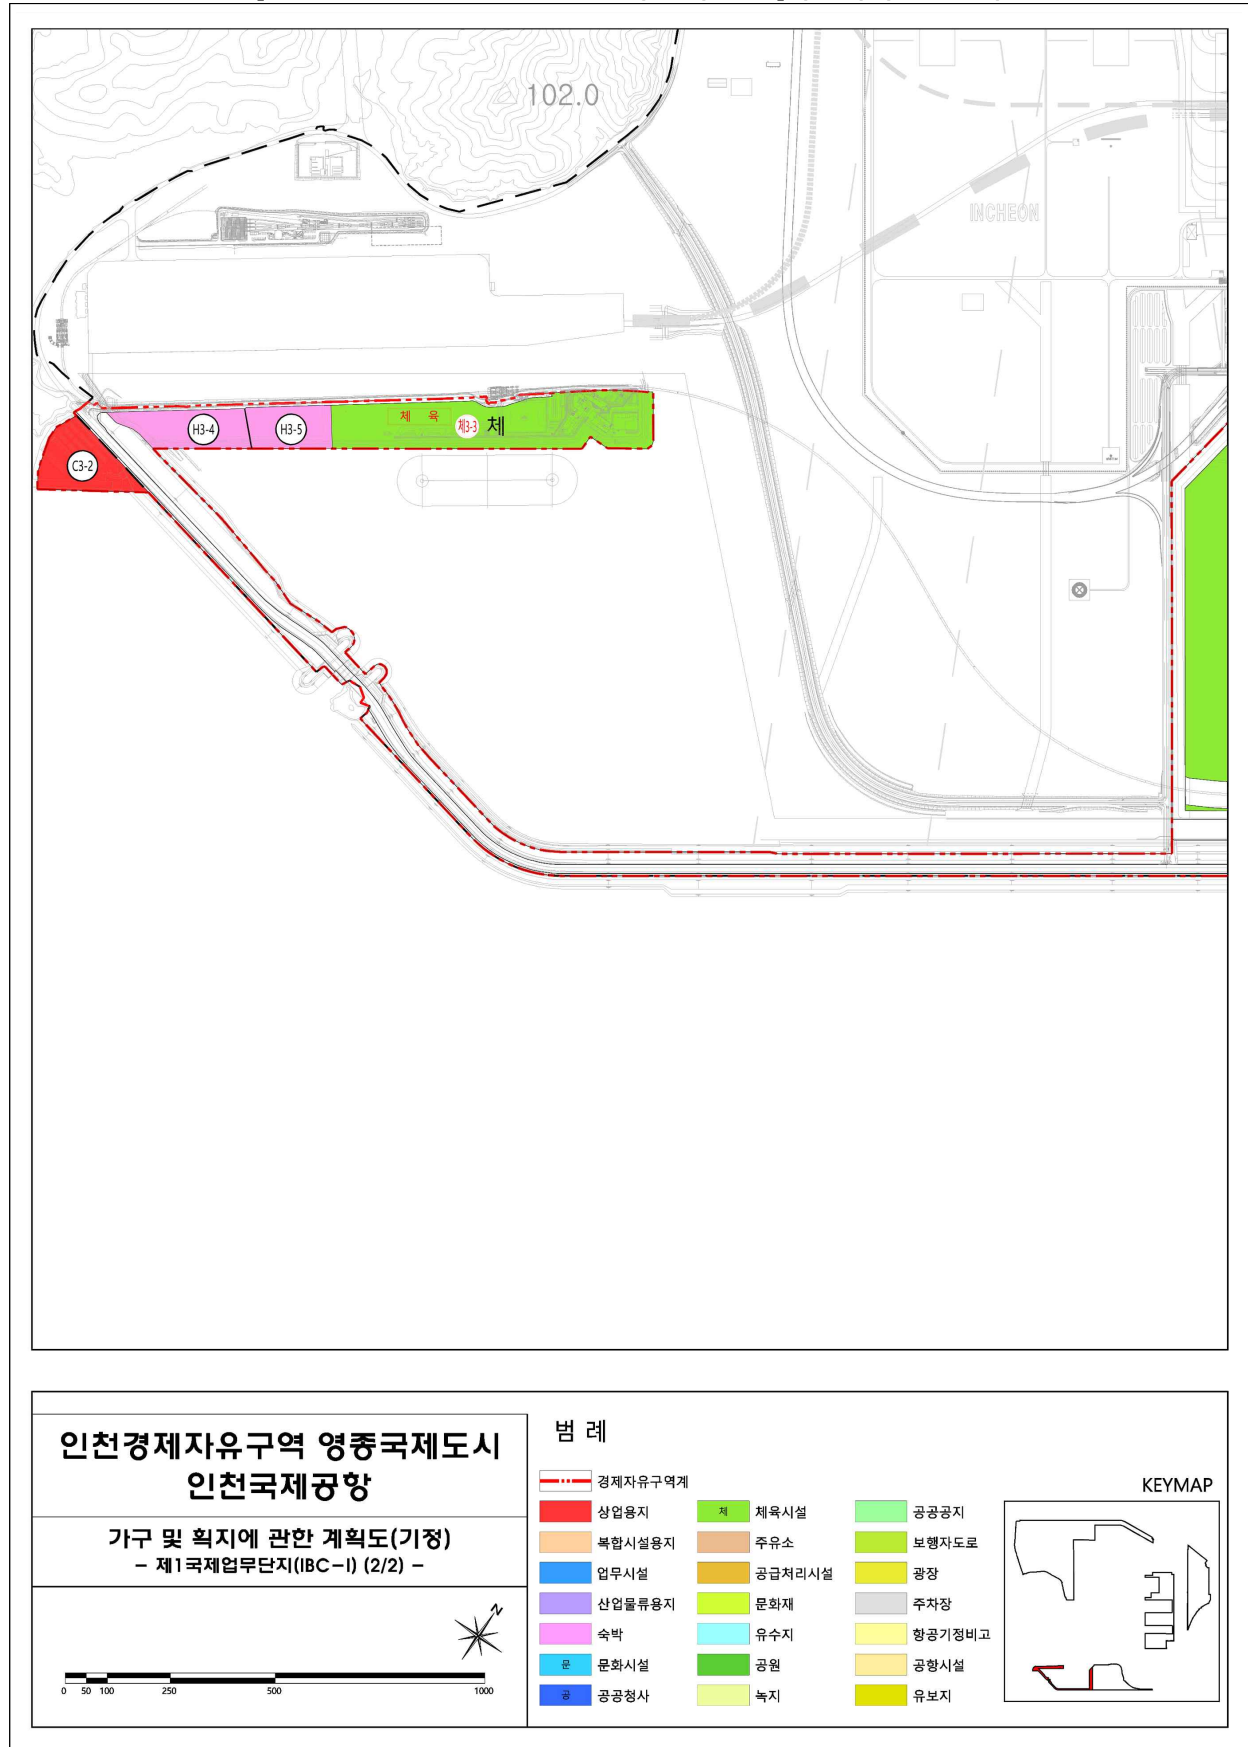 102.0
INCHEON
체 육
체3-3 체
H3-4
H3-5
C3-2
인천경제자유구역 영종국제도시
인천국제공항
가구 및 획지에 관한 계획도(기정)
- 제1국제업무단지(IBC-I) (2/2) -
N
0 50 100 250 500 1000
범 례
경제자유구역계
상업용지
복합시설용지
업무시설
산업물류용지
숙박
문 문화시설
공 공공청사
체 체육시설
주유소
공급처리시설
문화재
유수지
공원
녹지
공공공지
보행자도로
광장
주차장
항공기정비고
공항시설
유보지
KEYMAP